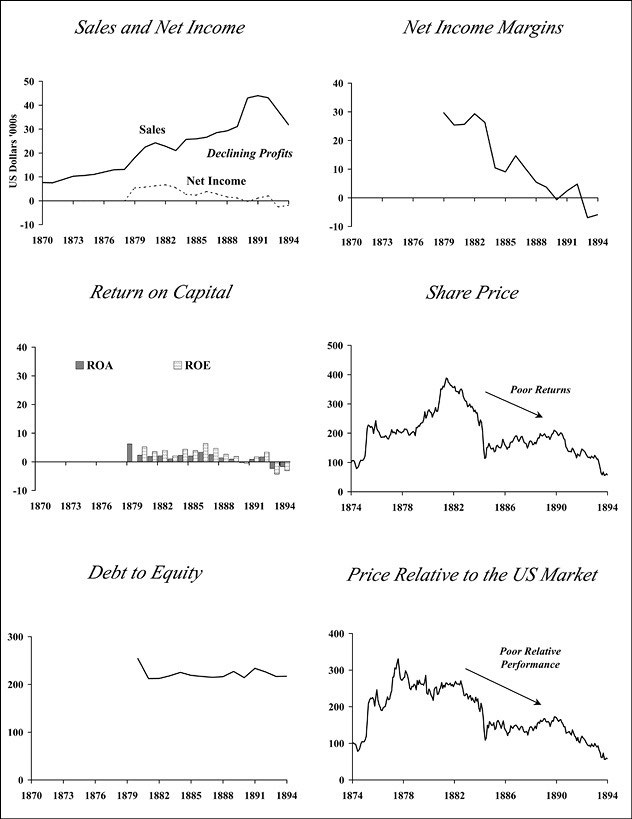 Sales and Net Income
Net Income Margins
US Dollars '000s
50
40
30
20
10
0
-10
Sales
Declining Profits
Net Income
1870 1873 1876 1879 1882 1885 1888 1891 1894
40
30
20
10
0
-10
1870 1873 1876 1879 1882 1885 1888 1891 1894
Return on Capital
Share Price
40
30
20
10
0
-10
ROA
ROE
1870 1873 1876 1879 1882 1885 1888 1891 1894
500
400
300
200
100
0
Poor Returns
1874 1878 1882 1886 1890 1894
Debt to Equity
Price Relative to the US Market
300
200
100
0
1870 1873 1876 1879 1882 1885 1888 1891 1894
400
300
200
100
0
Poor Relative
Performance
1874 1878 1882 1886 1890 1894